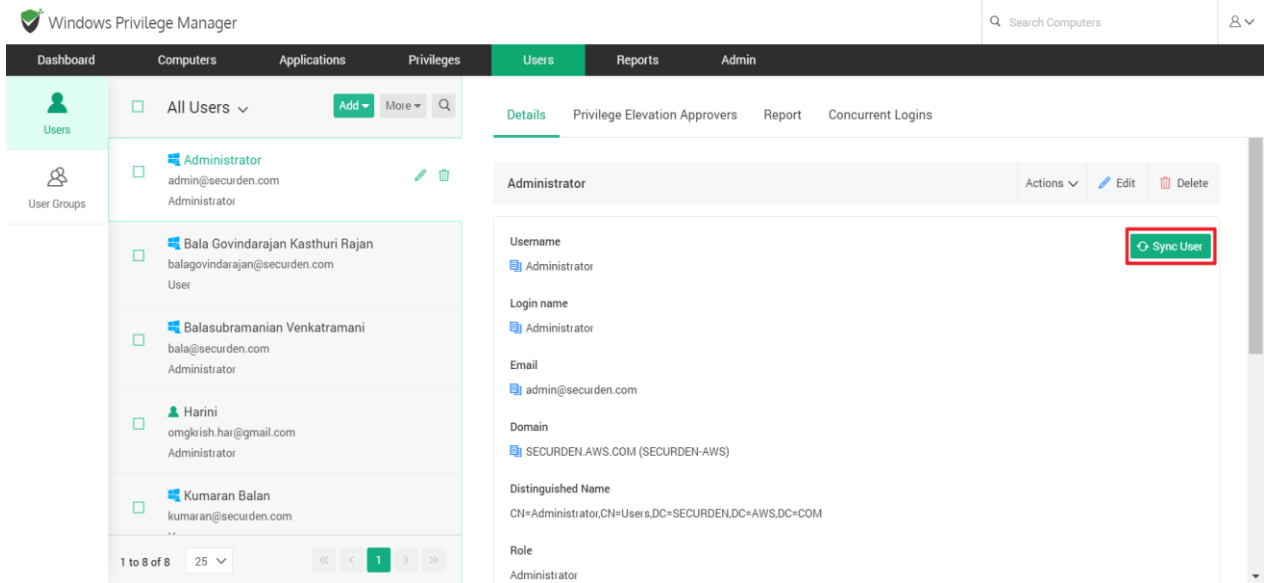 Windows Privilege Manager
Search Computers
Dashboard Computers Applications Privileges Users Reports Admin
Users
User Groups
All Users
Add More
Administrator
admin@securden.com
Administrator
Bala Govindarajan Kasthuri Rajan
balagovindarajan@securden.com
User
Balasubramanian Venkatramani
bala@securden.com
Administrator
Harini
omgkrish.har@gmail.com
Administrator
Kumaran Balan
kumaran@securden.com
1 to 8 of 8 25 « < 1 > »
Details Privilege Elevation Approvers Report Concurrent Logins
Administrator Actions Edit Delete
Sync User
Username
Administrator
Login name
Administrator
Email
admin@securden.com
Domain
SECURDEN.AWS.COM (SECURDEN-AWS)
Distinguished Name
CN=Administrator,CN=Users,DC=SECURDEN,DC=AWS,DC=COM
Role
Administrator